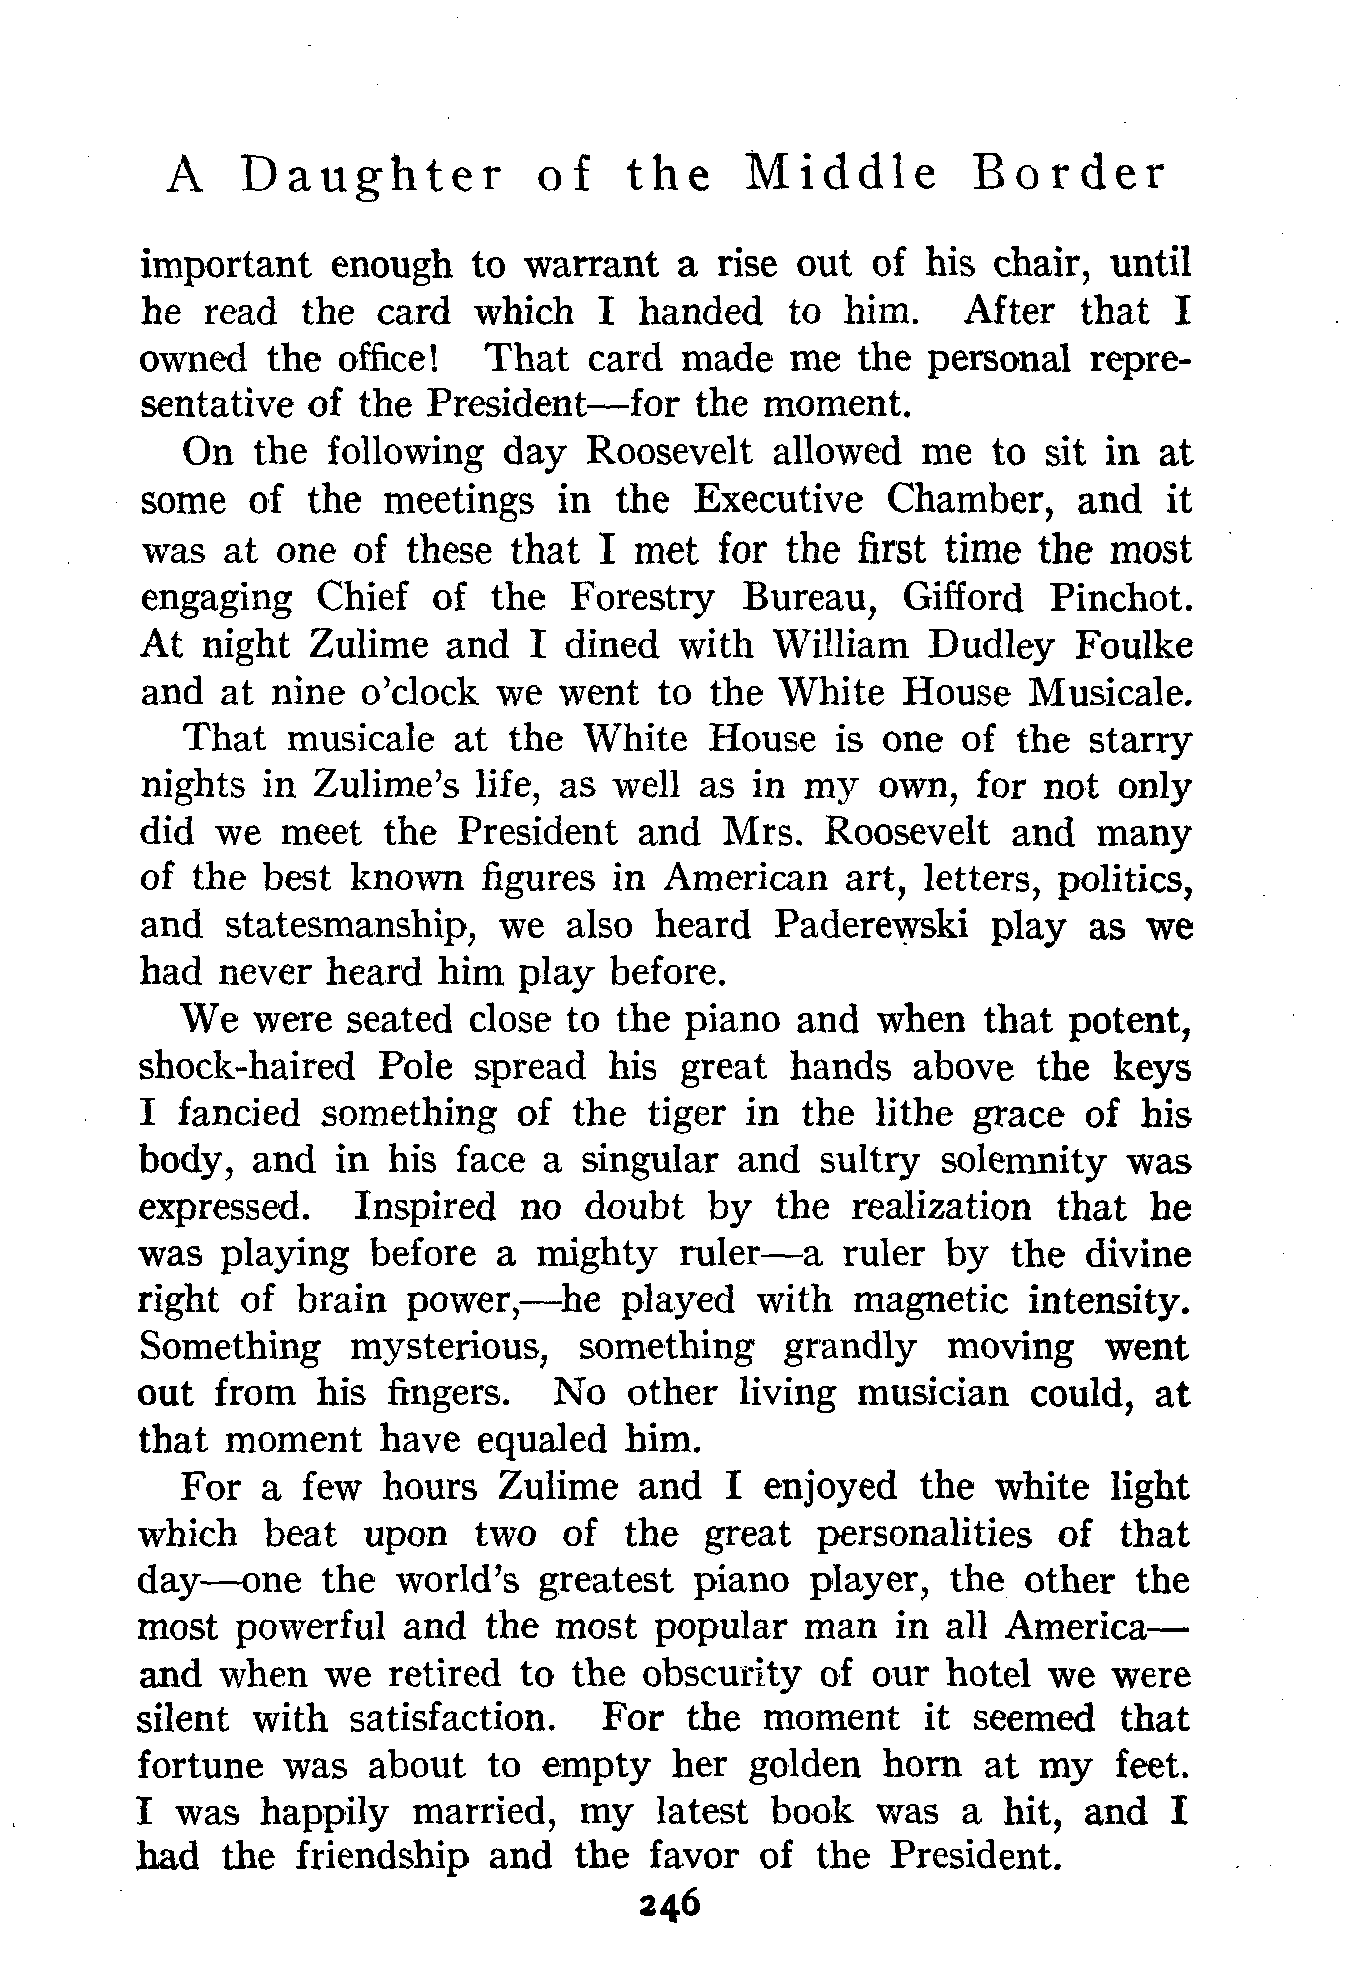 A Daughter of the Middle Border
important enough to warrant a rise out of his chair, until
he read the card which I handed to him. After that I
owned the office! That card made me the personal repre-
sentative of the President—for the moment.
On the following day Roosevelt allowed me to sit in at
some of the meetings in the Executive Chamber, and it
was at one of these that I met for the first time the most
engaging Chief of the Forestry Bureau, Gifford Pinchot.
At night Zulime and I dined with William Dudley Foulke
and at nine o'clock we went to the White House Musicale.
That musicale at the White House is one of the starry
nights in Zulime's life, as well as in my own, for not only
did we meet the President and Mrs. Roosevelt and many
of the best known figures in American art, letters, politics,
and statesmanship, we also heard Paderewski play as we
had never heard him play before.
We were seated close to the piano and when that potent,
shock-haired Pole spread his great hands above the keys
I fancied something of the tiger in the lithe grace of his
body, and in his face a singular and sultry solemnity was
expressed. Inspired no doubt by the realization that he
was playing before a mighty ruler—a ruler by the divine
right of brain power,—he played with magnetic intensity.
Something mysterious, something grandly moving went
out from his fingers. No other living musician could, at
that moment have equaled him.
For a few hours Zulime and I enjoyed the white light
which beat upon two of the great personalities of that
day—one the world's greatest piano player, the other the
most powerful and the most popular man in all America—
and when we retired to the obscurity of our hotel we were
silent with satisfaction. For the moment it seemed that
fortune was about to empty her golden horn at my feet.
I was happily married, my latest book was a hit, and I
had the friendship and the favor of the President.
246